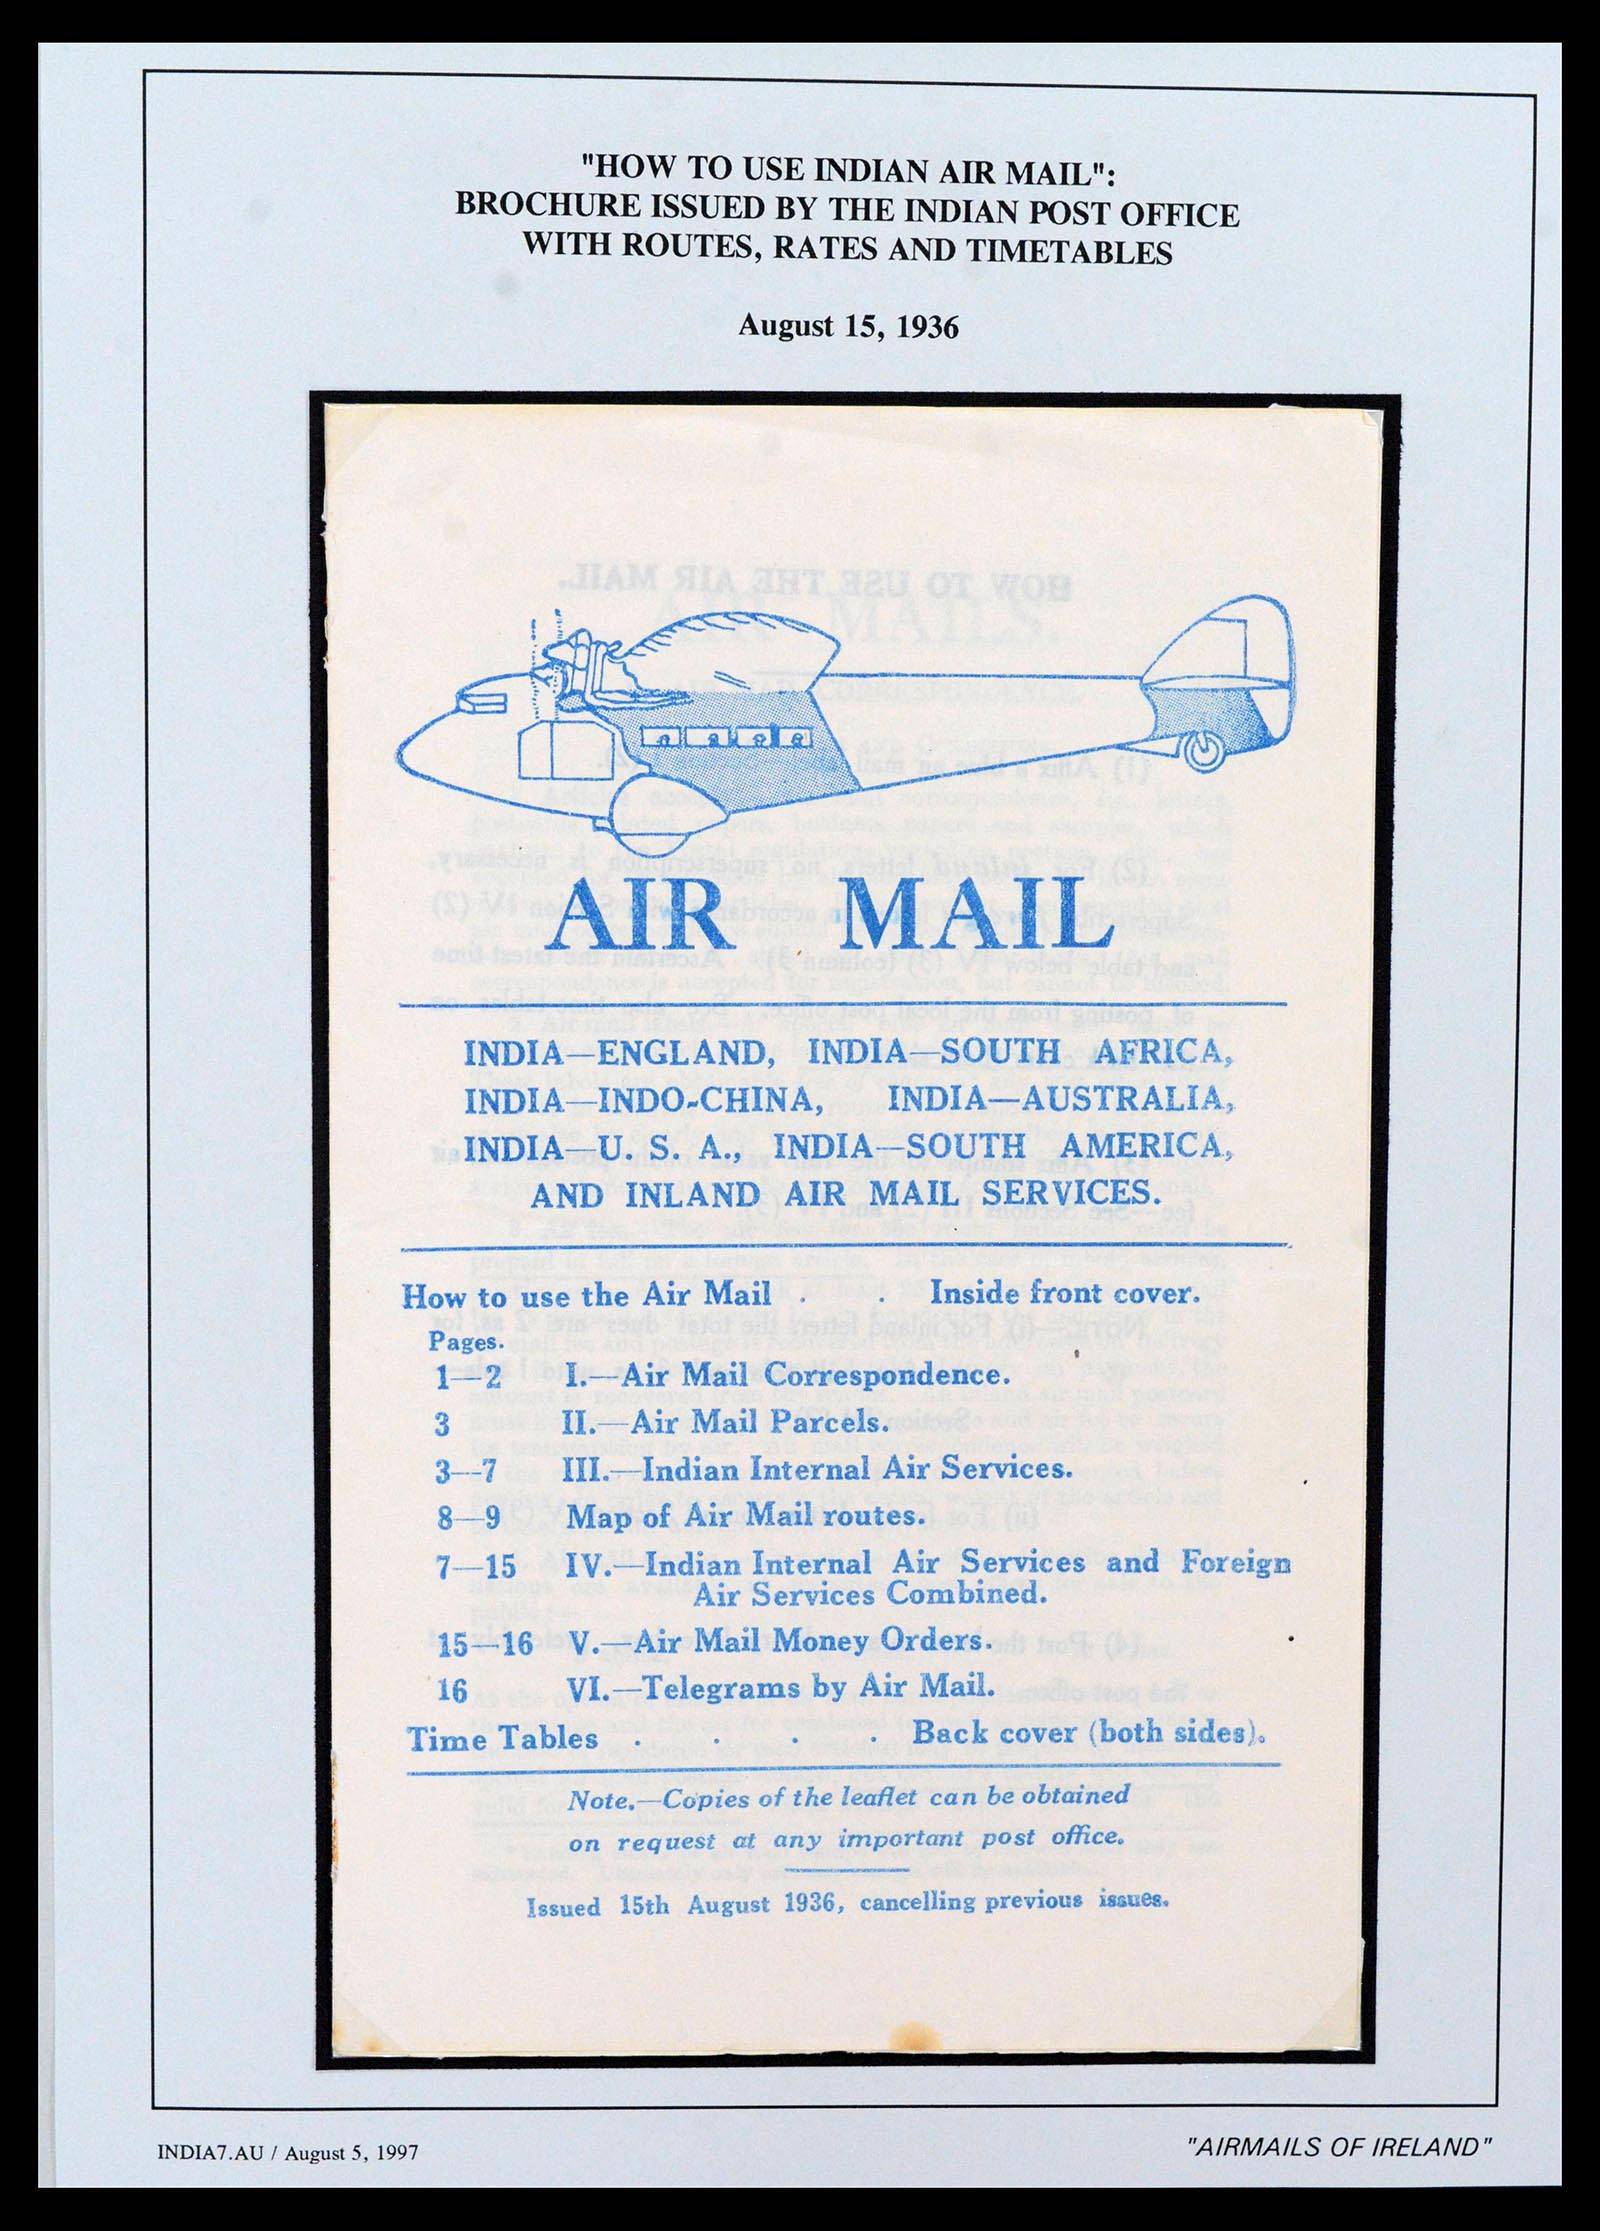 "HOW TO USE INDIAN AIR MAIL":
BROCHURE ISSUED BY THE INDIAN POST OFFICE
WITH ROUTES, RATES AND TIMETABLES
August 15, 1936
AIR MAIL
INDIA—ENGLAND, INDIA—SOUTH AFRICA,
INDIA—INDO-CHINA, INDIA—AUSTRALIA,
INDIA—U. S. A., INDIA—SOUTH AMERICA,
AND INLAND AIR MAIL SERVICES.
How to use the Air Mail . . Inside front cover.
Pages.
1—2 I.—Air Mail Correspondence.
3 II.—Air Mail Parcels.
3—7 III.—Indian Internal Air Services.
8—9 Map of Air Mail routes.
7—15 IV.—Indian Internal Air Services and Foreign
Air Services Combined.
15—16 V.—Air Mail Money Orders.
16 VI.—Telegrams by Air Mail.
Time Tables . . . . Back cover (both sides).
Note.—Copies of the leaflet can be obtained
on request at any important post office.
Issued 15th August 1936, cancelling previous issues.
INDIA7.AU / August 5, 1997
"AIRMAILS OF IRELAND"